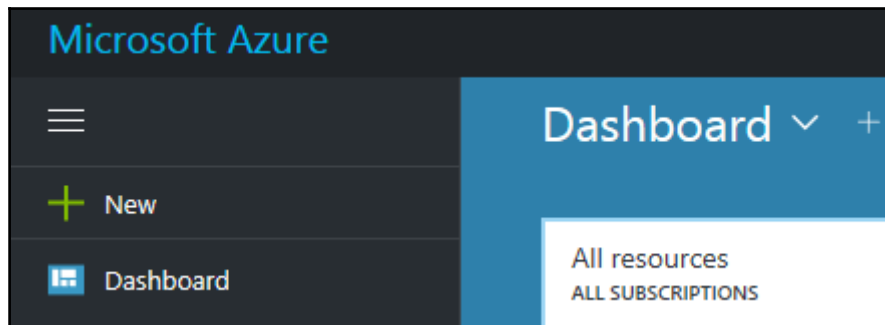 Microsoft Azure
Dashboard
New
Dashboard
All resources
ALL SUBSCRIPTIONS